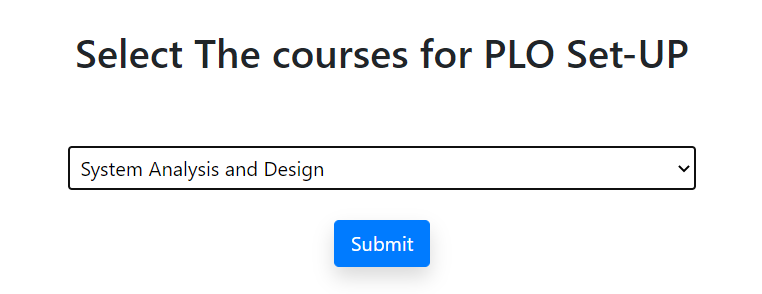 Select The courses for PLO Set-UP
System Analysis and Design
Submit